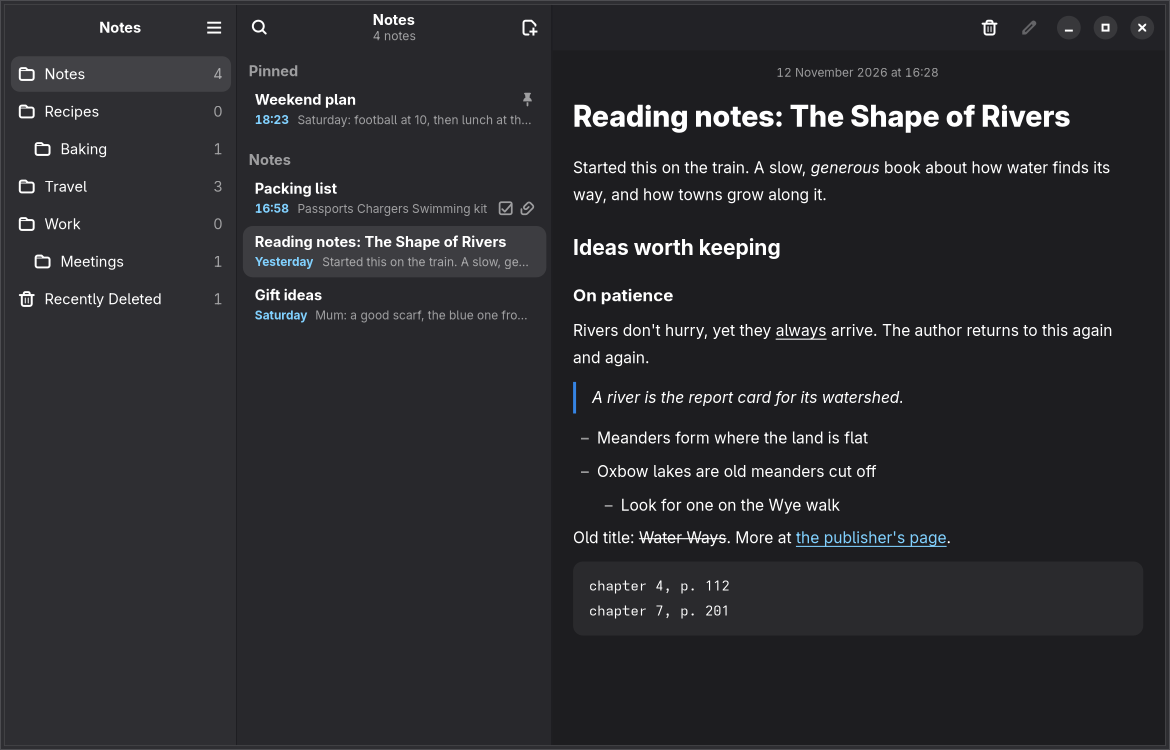 Notes
Notes 4
Recipes 0
Baking 1
Travel 3
Work 0
Meetings 1
Recently Deleted 1
Notes
4 notes
Pinned
Weekend plan
18:23 Saturday: football at 10, then lunch at th...
Notes
Packing list
16:58 Passports Chargers Swimming kit
Reading notes: The Shape of Rivers
Yesterday Started this on the train. A slow, ge...
Gift ideas
Saturday Mum: a good scarf, the blue one fro...
12 November 2026 at 16:28
Reading notes: The Shape of Rivers
Started this on the train. A slow, generous book about how water finds its
way, and how towns grow along it.
Ideas worth keeping
On patience
Rivers don't hurry, yet they always arrive. The author returns to this again
and again.
A river is the report card for its watershed.
– Meanders form where the land is flat
– Oxbow lakes are old meanders cut off
– Look for one on the Wye walk
Old title: Water Ways. More at the publisher's page.
chapter 4, p. 112
chapter 7, p. 201